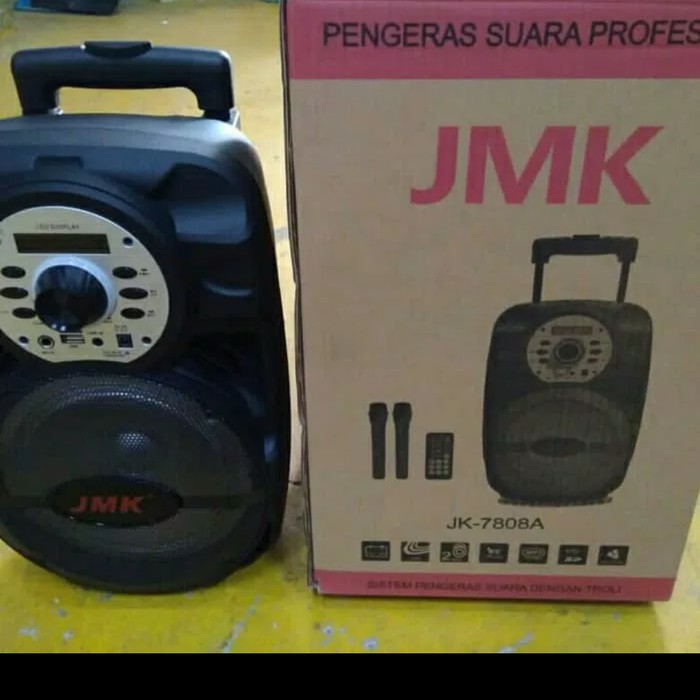 PENGERAS SUARA PROFES
JMK
LED DISPLAY
JMK
JK-7808A
SISTEM PENGERAS SUARA DENGAN TROLI